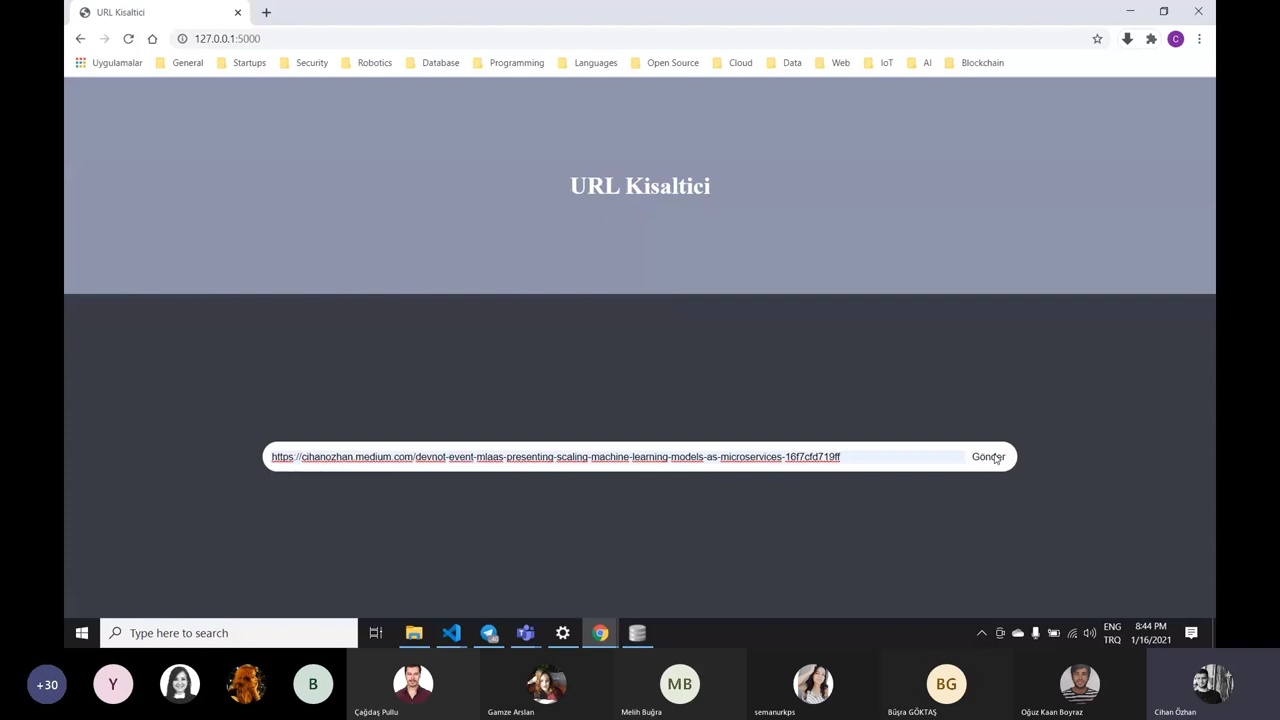 URL Kisaltici
127.0.0.1:5000
C
Uygulamalar General Startups Security Robotics Database Programming Languages Open Source Cloud Data Web IoT AI Blockchain
URL Kisaltici
https://cihanozhan.medium.com/devnot-event-mlaas-presenting-scaling-machine-learning-models-as-microservices-16f7cfd719ff Gönder
Type here to search
ENG 8:44 PM
TRQ 1/16/2021
+30 Y B MB BG
Çağdaş Pullu Gamze Arslan Melih Buğra semanurkps Büşra GÖKTAŞ Oğuz Kaan Boyraz Cihan Özhan